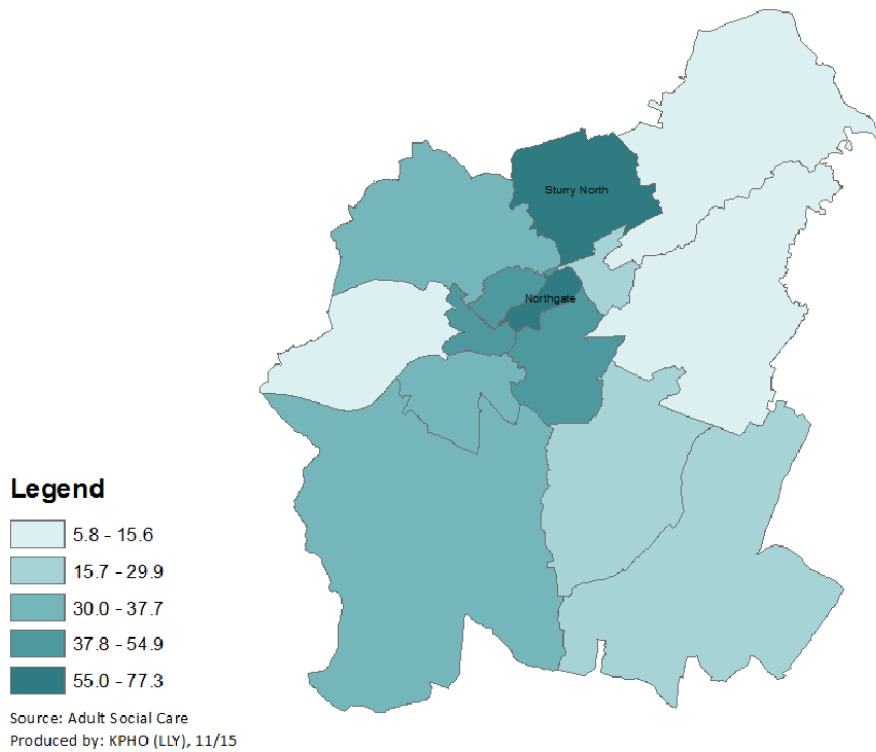 Sturry North
Northgate
Legend
5.8 - 15.6
15.7 - 29.9
30.0 - 37.7
37.8 - 54.9
55.0 - 77.3
Source: Adult Social Care
Produced by: KPHO (LLY), 11/15